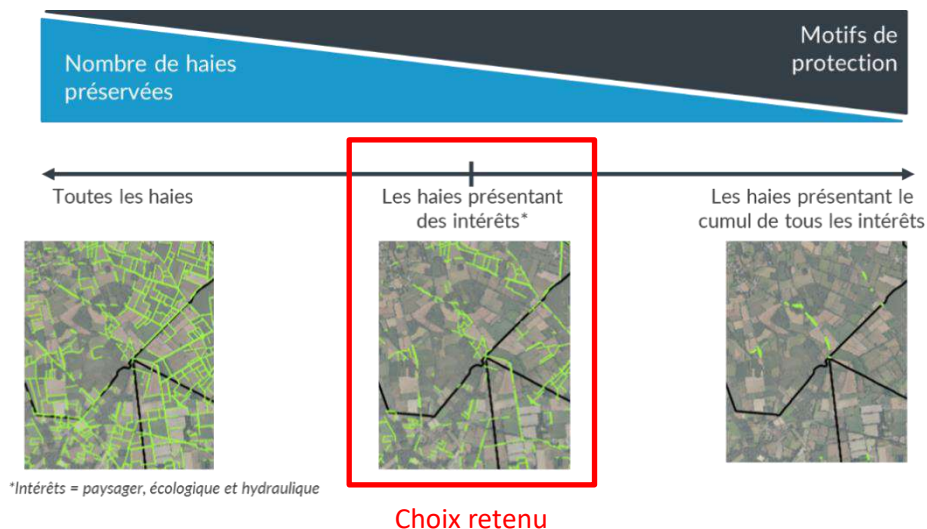 Motifs de
protection
Nombre de haies
préservées
Toutes les haies
Les haies présentant
des intérêts*
Les haies présentant le
cumul de tous les intérêts
*Intérêts = paysager, écologique et hydraulique
Choix retenu